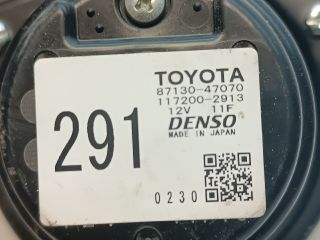 TOYOTA
87130-47070
117200-2913
12V 11F
DENSO
MADE IN JAPAN
291
0230